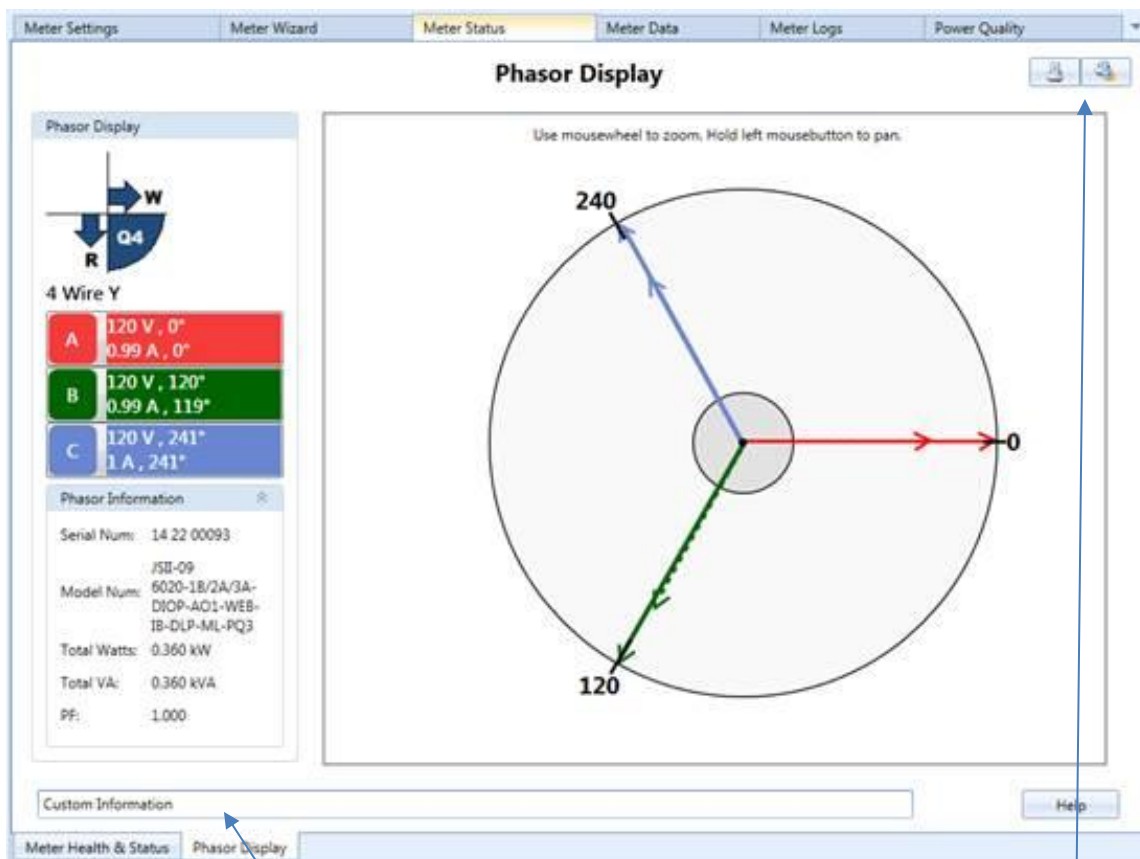 Meter Settings
Meter Wizard
Meter Status
Meter Data
Meter Logs
Power Quality
Phasor Display
Phasor Display
W
Q4
R
4 Wire Y
A
120 V , 0°
0.99 A , 0°
B
120 V , 120°
0.99 A , 119°
C
120 V , 241°
1 A , 241°
Phasor Information
Serial Num: 14 22 00093
Model Num: JSII-09
6020-1B/2A/3A-
DIOP-AO1-WEB-
IB-DLP-ML-PQ3
Total Watts: 0.360 kW
Total VA: 0.360 kVA
PF: 1.000
Use mousewheel to zoom. Hold left mousebutton to pan.
240
0
120
Custom Information
Help
Meter Health & Status
Phasor Display